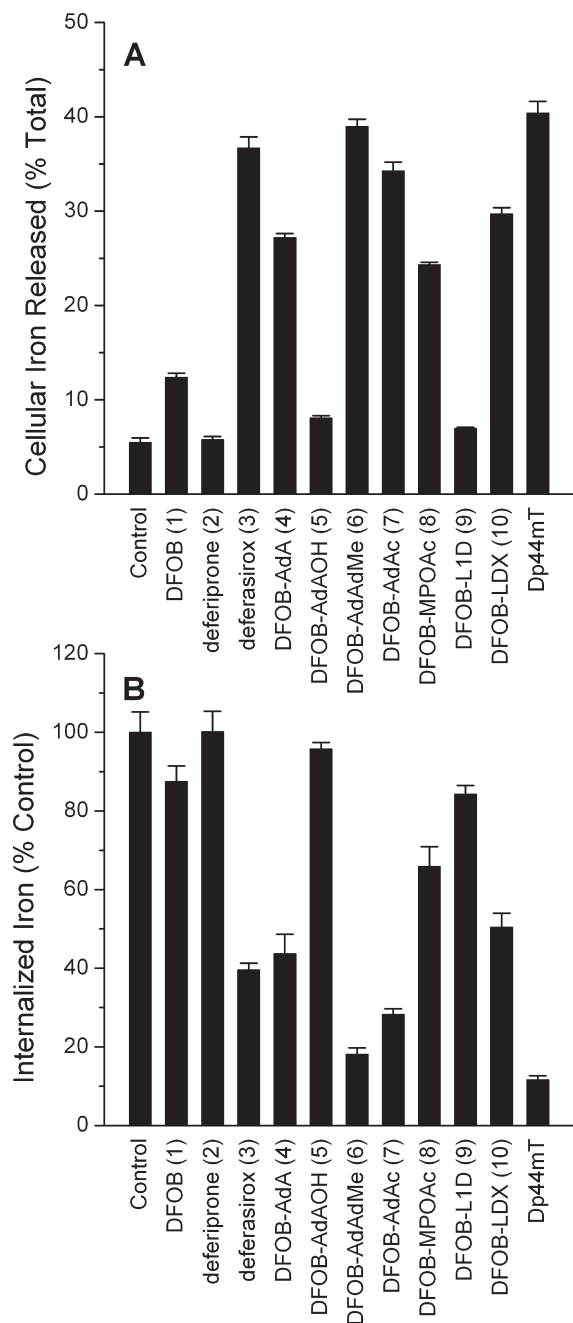 A
Cellular Iron Released (% Total)
50
40
30
20
10
0
Control
DFOB (1)
deferiprone (2)
deferasirox (3)
DFOB-AdA (4)
DFOB-AdAOH (5)
DFOB-AdAdMe (6)
DFOB-AdAc (7)
DFOB-MPOAc (8)
DFOB-L1D (9)
DFOB-LDX (10)
Dp44mT
B
Internalized Iron (% Control)
120
100
80
60
40
20
0
Control
DFOB (1)
deferiprone (2)
deferasirox (3)
DFOB-AdA (4)
DFOB-AdAOH (5)
DFOB-AdAdMe (6)
DFOB-AdAc (7)
DFOB-MPOAc (8)
DFOB-L1D (9)
DFOB-LDX (10)
Dp44mT